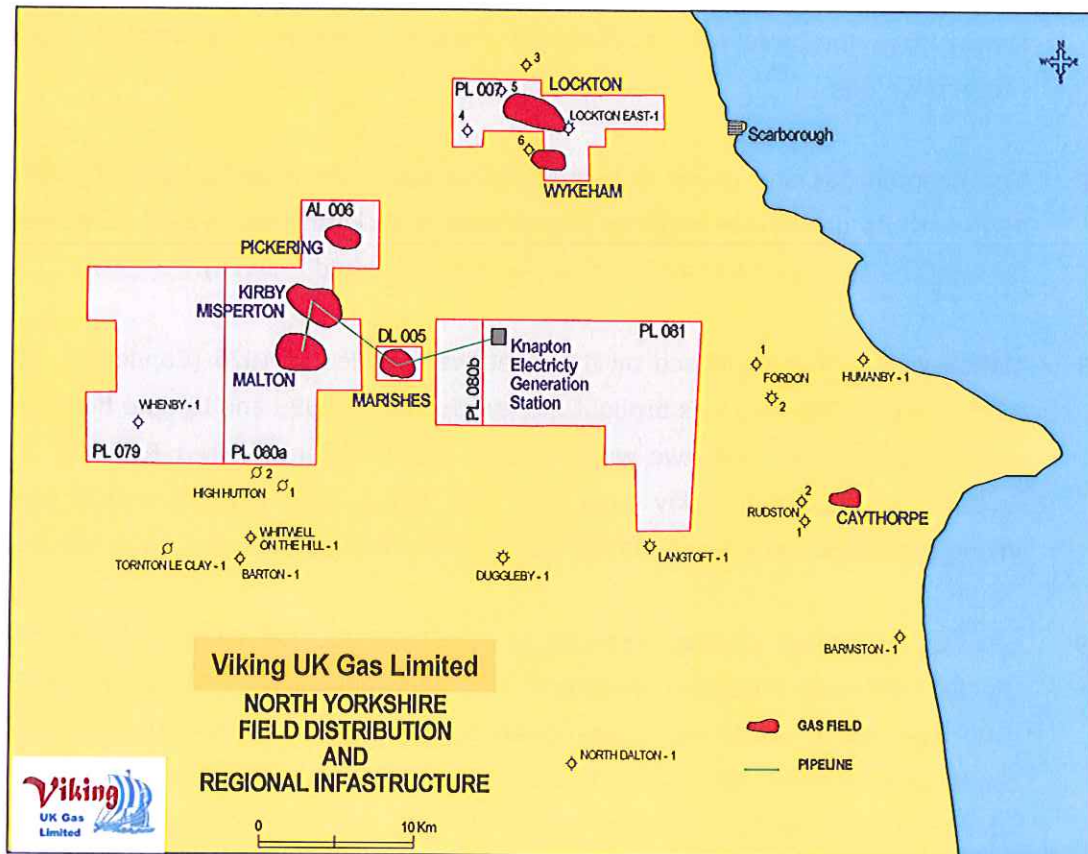 N
W E
S
3
PL 007
5
LOCKTON
4
LOCKTON EAST-1
6
WYKEHAM
Scarborough
AL 006
PICKERING
KIRBY
MISPERTON
DL 005
MALTON
MARISHES
PL 080b
PL 081
Knapton
Electricity
Generation
Station
WHENBY-1
PL 079
PL 080a
1
FORDON
2
HUMANBY-1
2
HIGH HUTTON
1
2
RUDSTON
1
CAYTHORPE
WHITWELL
ON THE HILL-1
TORNTON LE CLAY-1
BARTON-1
DUGGLEBY-1
LANGTOFT-1
BARMSTON-1
Viking UK Gas Limited
NORTH YORKSHIRE
FIELD DISTRIBUTION
AND
REGIONAL INFASTRUCTURE
NORTH DALTON-1
GAS FIELD
PIPELINE
Viking
UK Gas
Limited
0 10 Km